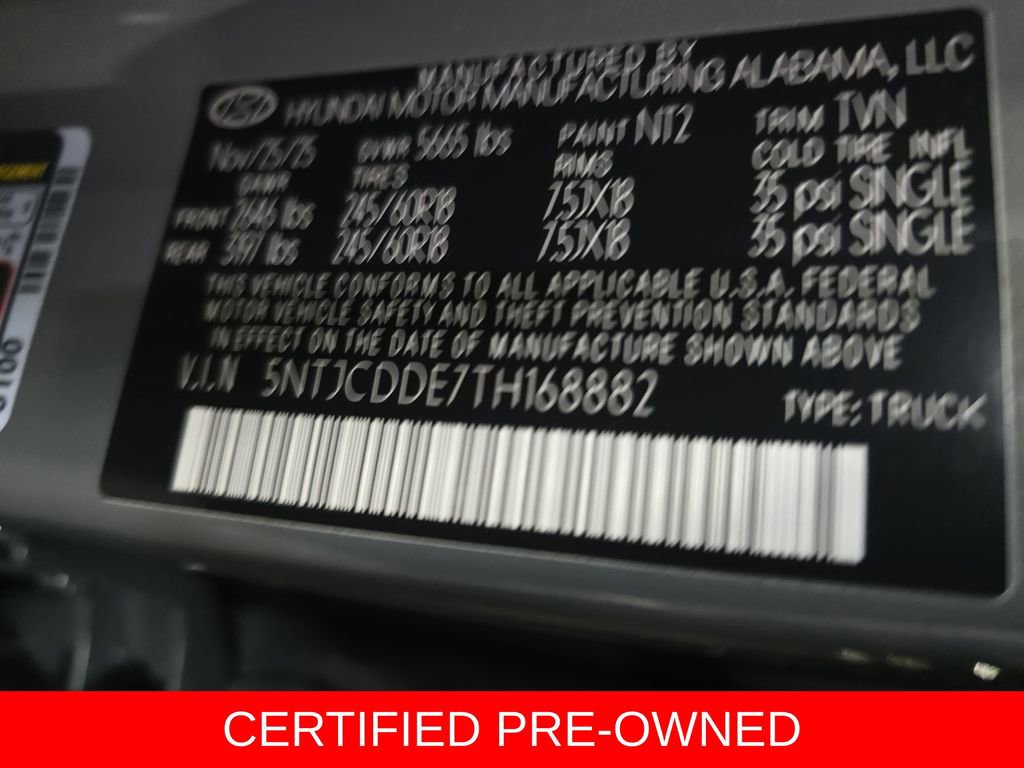 MANUFACTURED BY
HYUNDAI MOTOR MANUFACTURING ALABAMA, LLC
Nov/25/25 GVWR 5665 lbs PAINT NT2 TRIM TVN
GAWR TIRES RIMS COLD TIRE INFL
FRONT 2646 lbs 245/60R18 7.5JX18 35 psi SINGLE
REAR 3197 lbs 245/60R18 7.5JX18 35 psi SINGLE
THIS VEHICLE CONFORMS TO ALL APPLICABLE U.S.A. FEDERAL
MOTOR VEHICLE SAFETY AND THEFT PREVENTION STANDARDS
IN EFFECT ON THE DATE OF MANUFACTURE SHOWN ABOVE
V.I.N 5NTJCDDE7TH168882 TYPE: TRUCK
CERTIFIED PRE-OWNED